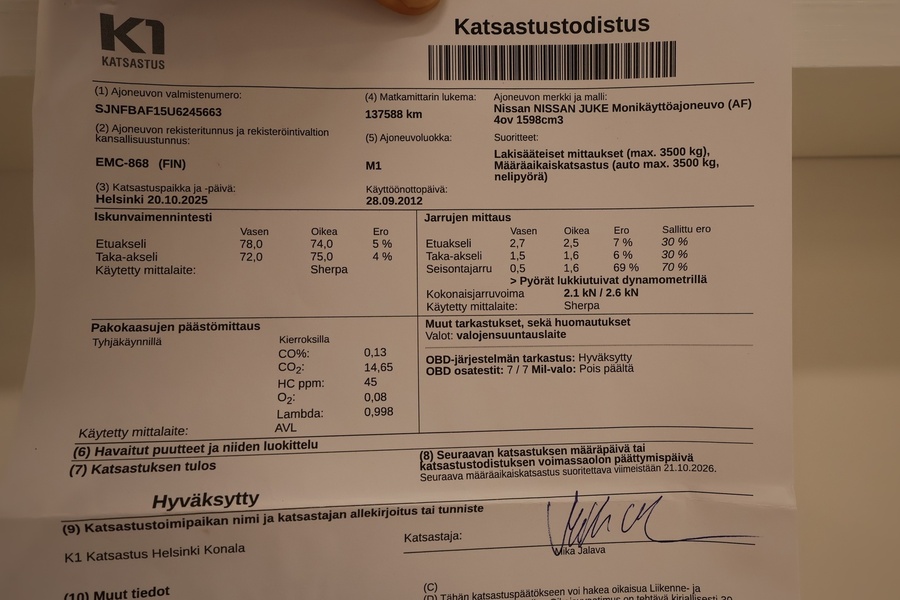 K1
KATSASTUS
Katsastustodistus
(1) Ajoneuvon valmistenumero:
SJNFBAF15U6245663
(4) Matkamittarin lukema:
137588 km
Ajoneuvon merkki ja malli:
Nissan NISSAN JUKE Monikäyttöajoneuvo (AF)
4ov 1598cm3
(2) Ajoneuvon rekisteritunnus ja rekisteröintivaltion
kansallisuustunnus:
EMC-868 (FIN)
(5) Ajoneuvoluokka:
M1
Suoritteet:
Lakisääteiset mittaukset (max. 3500 kg),
Määräaikaiskatsastus (auto max. 3500 kg,
nelipyörä)
(3) Katsastuspaikka ja -päivä:
Helsinki 20.10.2025
Käyttöönottopäivä:
28.09.2012
Iskunvaimennintesti
Vasen Oikea Ero
Etuakseli 78,0 74,0 5 %
Taka-akseli 72,0 75,0 4 %
Käytetty mittalaite: Sherpa
Jarrujen mittaus
Vasen Oikea Ero Sallittu ero
Etuakseli 2,7 2,5 7 % 30 %
Taka-akseli 1,5 1,6 6 % 30 %
Seisontajarru 0,5 1,6 69 % 70 %
> Pyörät lukkiutuivat dynamometrillä
Kokonaisjarruvoima 2.1 kN / 2.6 kN
Käytetty mittalaite: Sherpa
Pakokaasujen päästömittaus
Tyhjäkäynnillä Kierroksilla
CO%: 0,13
CO₂: 14,65
HC ppm: 45
O₂: 0,08
Lambda: 0,998
Käytetty mittalaite: AVL
Muut tarkastukset, sekä huomautukset
Valot: valojensuuntauslaite
OBD-järjestelmän tarkastus: Hyväksytty
OBD osatestit: 7 / 7 Mil-valo: Pois päältä
(6) Havaitut puutteet ja niiden luokittelu
(7) Katsastuksen tulos
Hyväksytty
(8) Seuraavan katsastuksen määräpäivä tai
katsastustodistuksen voimassaolon päättymispäivä
Seuraava määräaikaiskatsastus suoritettava viimeistään 21.10.2026.
(9) Katsastustoimipaikan nimi ja katsastajan allekirjoitus tai tunniste
K1 Katsastus Helsinki Konala
Katsastaja:
Mika Jalava
(10) Muut tiedot
(C)
(D) Tähän katsastuspäätökseen voi hakea oikaisua Liikenne- ja